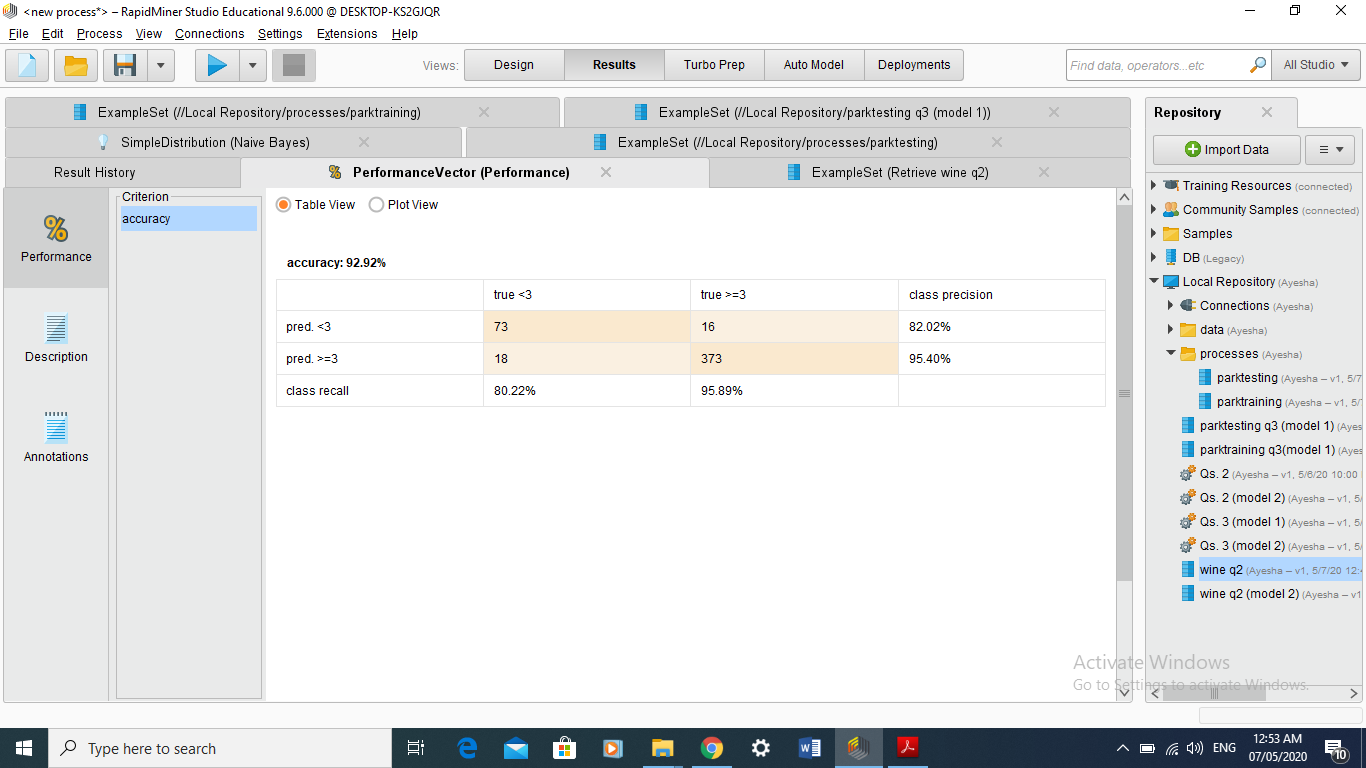 <new process*> – RapidMiner Studio Educational 9.6.000 @ DESKTOP-KS2GJQR
File Edit Process View Connections Settings Extensions Help
Views: Design Results Turbo Prep Auto Model Deployments Find data, operators...etc All Studio
ExampleSet (//Local Repository/processes/parktraining) ExampleSet (//Local Repository/parktesting q3 (model 1))
SimpleDistribution (Naive Bayes) ExampleSet (//Local Repository/processes/parktesting)
Result History PerformanceVector (Performance) ExampleSet (Retrieve wine q2)
% Performance
Description
Annotations
Criterion
accuracy
Table View Plot View
accuracy: 92.92%
true <3 true >=3 class precision
pred. <3 73 16 82.02%
pred. >=3 18 373 95.40%
class recall 80.22% 95.89%
Repository
Import Data
Training Resources (connected)
Community Samples (connected)
Samples
DB (Legacy)
Local Repository (Ayesha)
Connections (Ayesha)
data (Ayesha)
processes (Ayesha)
parktesting (Ayesha – v1, 5/7
parktraining (Ayesha – v1, 5/
parktesting q3 (model 1) (Ayes
parktraining q3(model 1) (Ayes
Qs. 2 (Ayesha – v1, 5/6/20 10:00
Qs. 2 (model 2) (Ayesha – v1, 5/
Qs. 3 (model 1) (Ayesha – v1, 5/
Qs. 3 (model 2) (Ayesha – v1, 5/
wine q2 (Ayesha – v1, 5/7/20 12:
wine q2 (model 2) (Ayesha – v1
Activate Windows
Go to Settings to activate Windows.
Type here to search
ENG
12:53 AM
07/05/2020
10